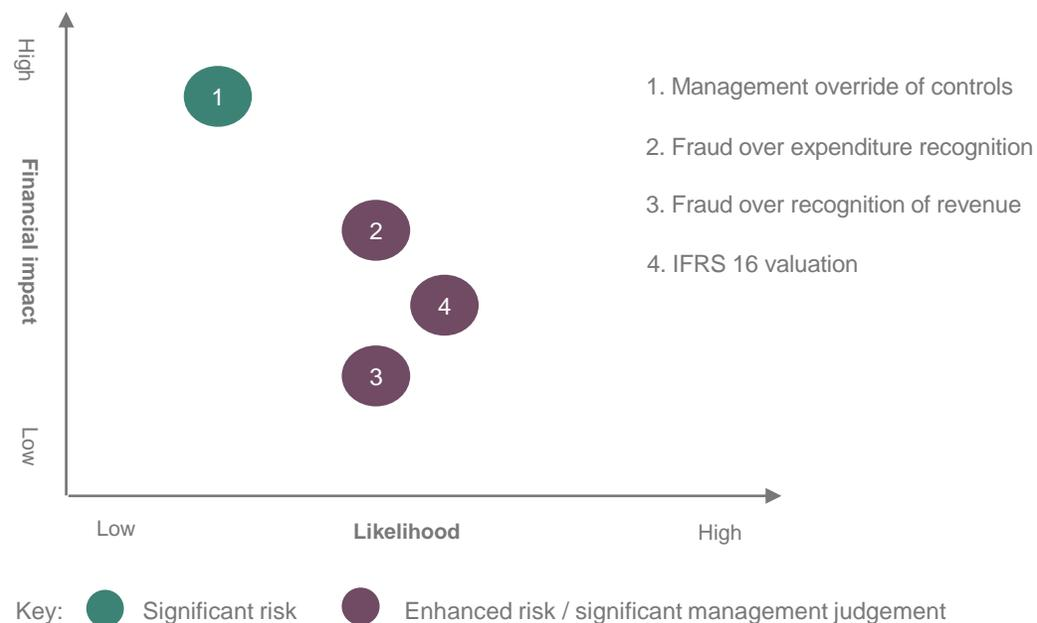 High
1
1. Management override of controls
2. Fraud over expenditure recognition
Financial impact
2
3. Fraud over recognition of revenue
4. IFRS 16 valuation
4
3
Low
Low
Likelihood
High
Key:
Significant risk
Enhanced risk / significant management judgement